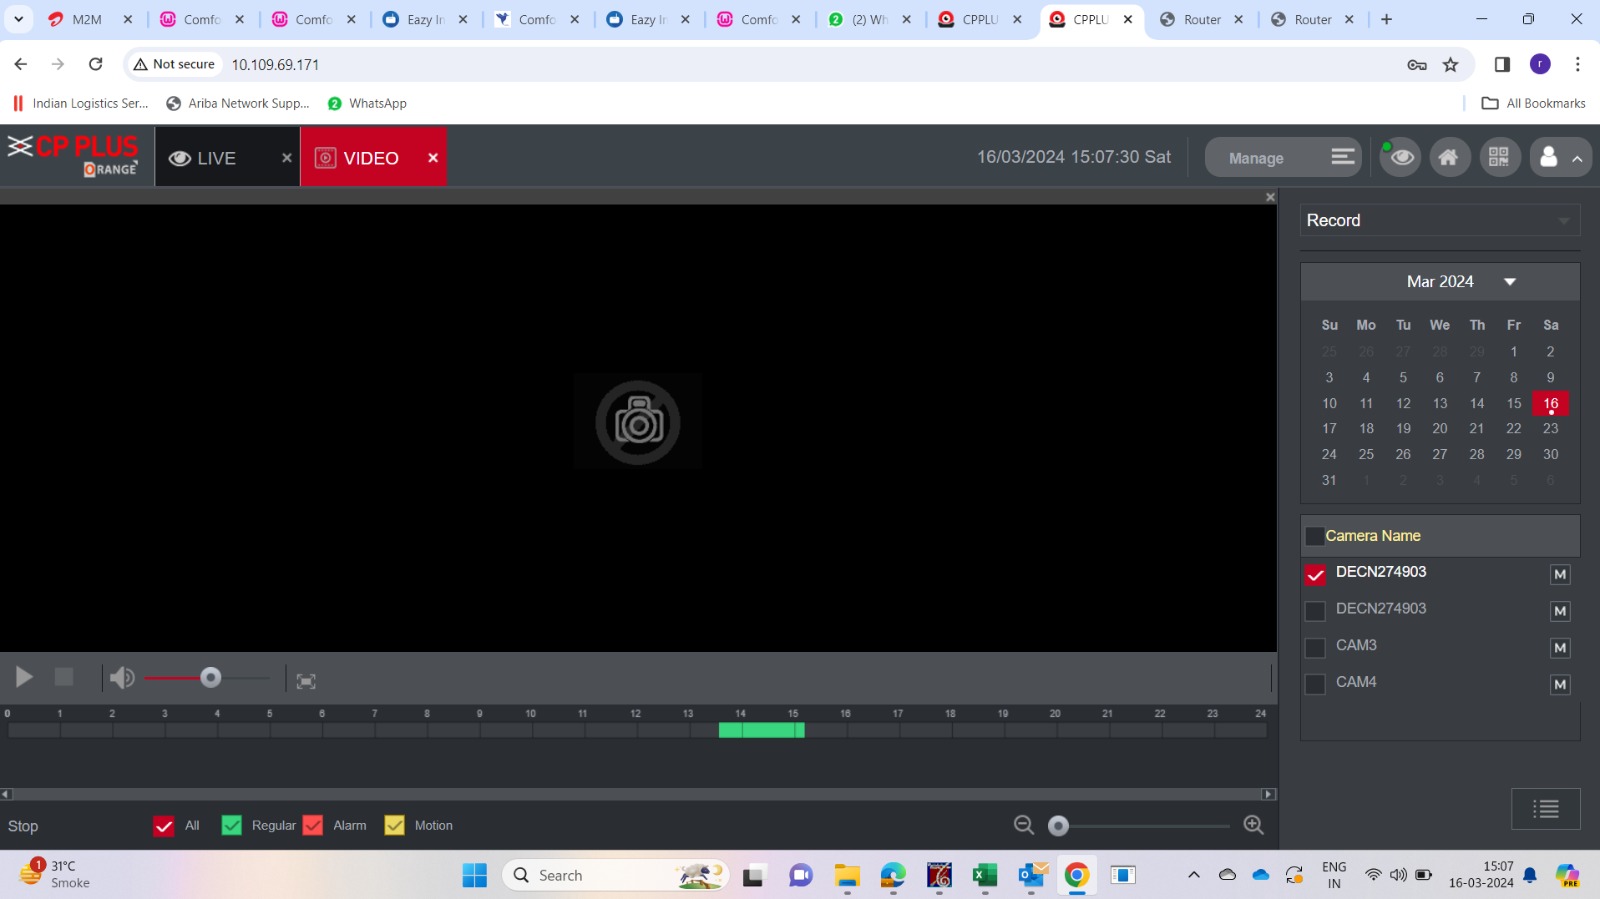 M2M
Comfo
Comfo
Eazy In
Comfo
Eazy In
Comfo
(2) Wh
CPPLU
CPPLU
Router
Router
Not secure
10.109.69.171
r
Indian Logistics Ser...
Ariba Network Supp...
2
WhatsApp
All Bookmarks
CP PLUS
ORANGE
LIVE
VIDEO
16/03/2024 15:07:30 Sat
Manage
Record
Mar 2024
Su Mo Tu We Th Fr Sa
25 26 27 28 29 1 2
3 4 5 6 7 8 9
10 11 12 13 14 15 16
17 18 19 20 21 22 23
24 25 26 27 28 29 30
31 1 2 3 4 5 6
Camera Name
DECN274903 M
DECN274903 M
CAM3 M
CAM4 M
0 1 2 3 4 5 6 7 8 9 10 11 12 13 14 15 16 17 18 19 20 21 22 23 24
Stop
All
Regular
Alarm
Motion
1
31°C
Smoke
Search
ENG
IN
15:07
16-03-2024
PRE